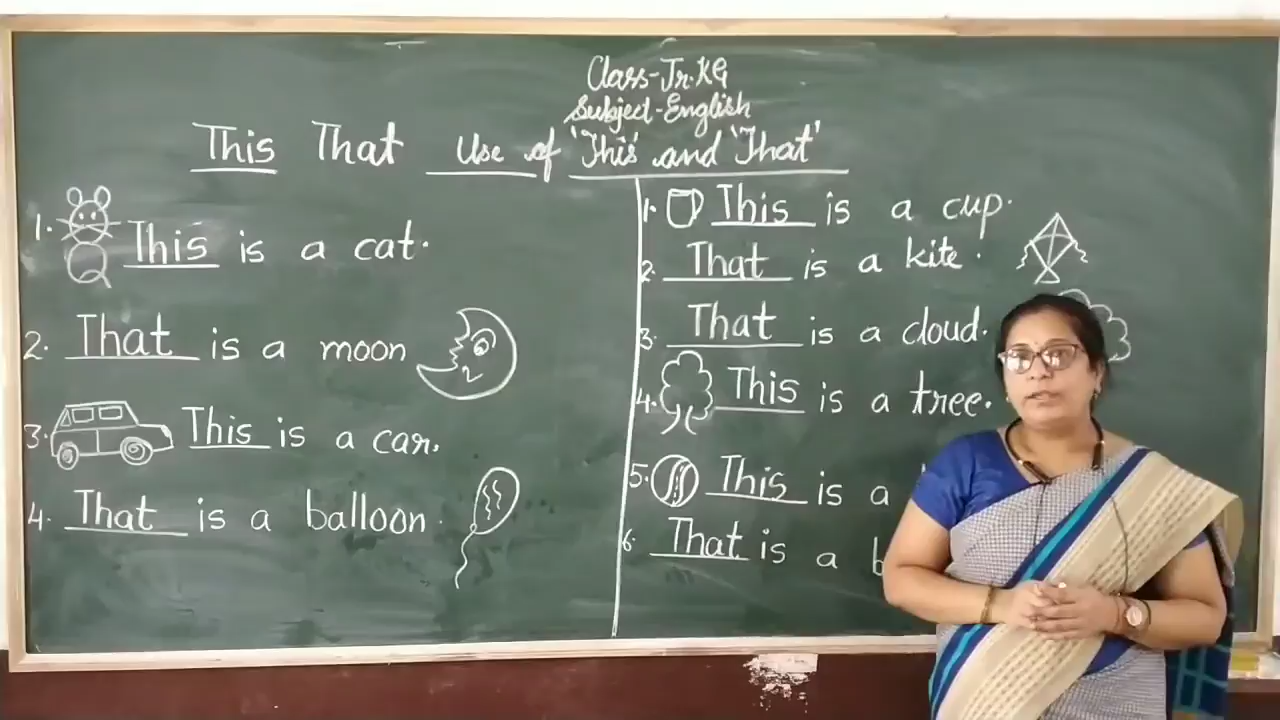 Class-Jr.KG
Subject-English
This That Use of 'This' and 'That'
1. This is a cat.
2. That is a moon
3. This is a car.
4. That is a balloon.
1. This is a cup.
2. That is a kite.
3. That is a cloud.
4. This is a tree.
5. This is a
6. That is a b